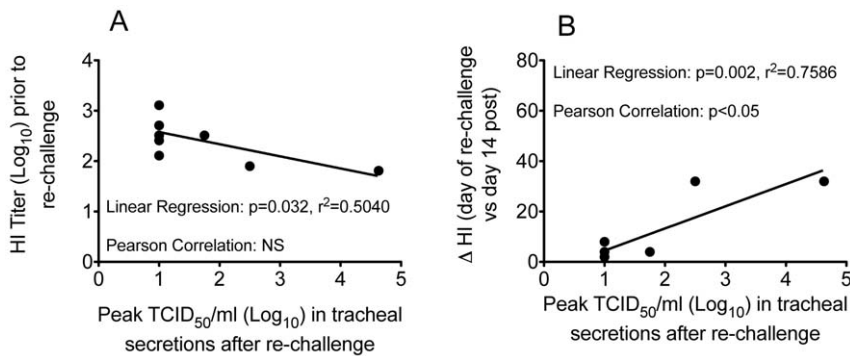 A
HI Titer (Log10) prior to
re-challenge
4
3
2
1
0
Linear Regression: p=0.032, r2=0.5040
Pearson Correlation: NS
0 1 2 3 4 5
Peak TCID50/ml (Log10) in tracheal
secretions after re-challenge
B
Δ HI (day of re-challenge
vs day 14 post)
80
60
40
20
0
Linear Regression: p=0.002, r2=0.7586
Pearson Correlation: p<0.05
0 1 2 3 4 5
Peak TCID50/ml (Log10) in tracheal
secretions after re-challenge